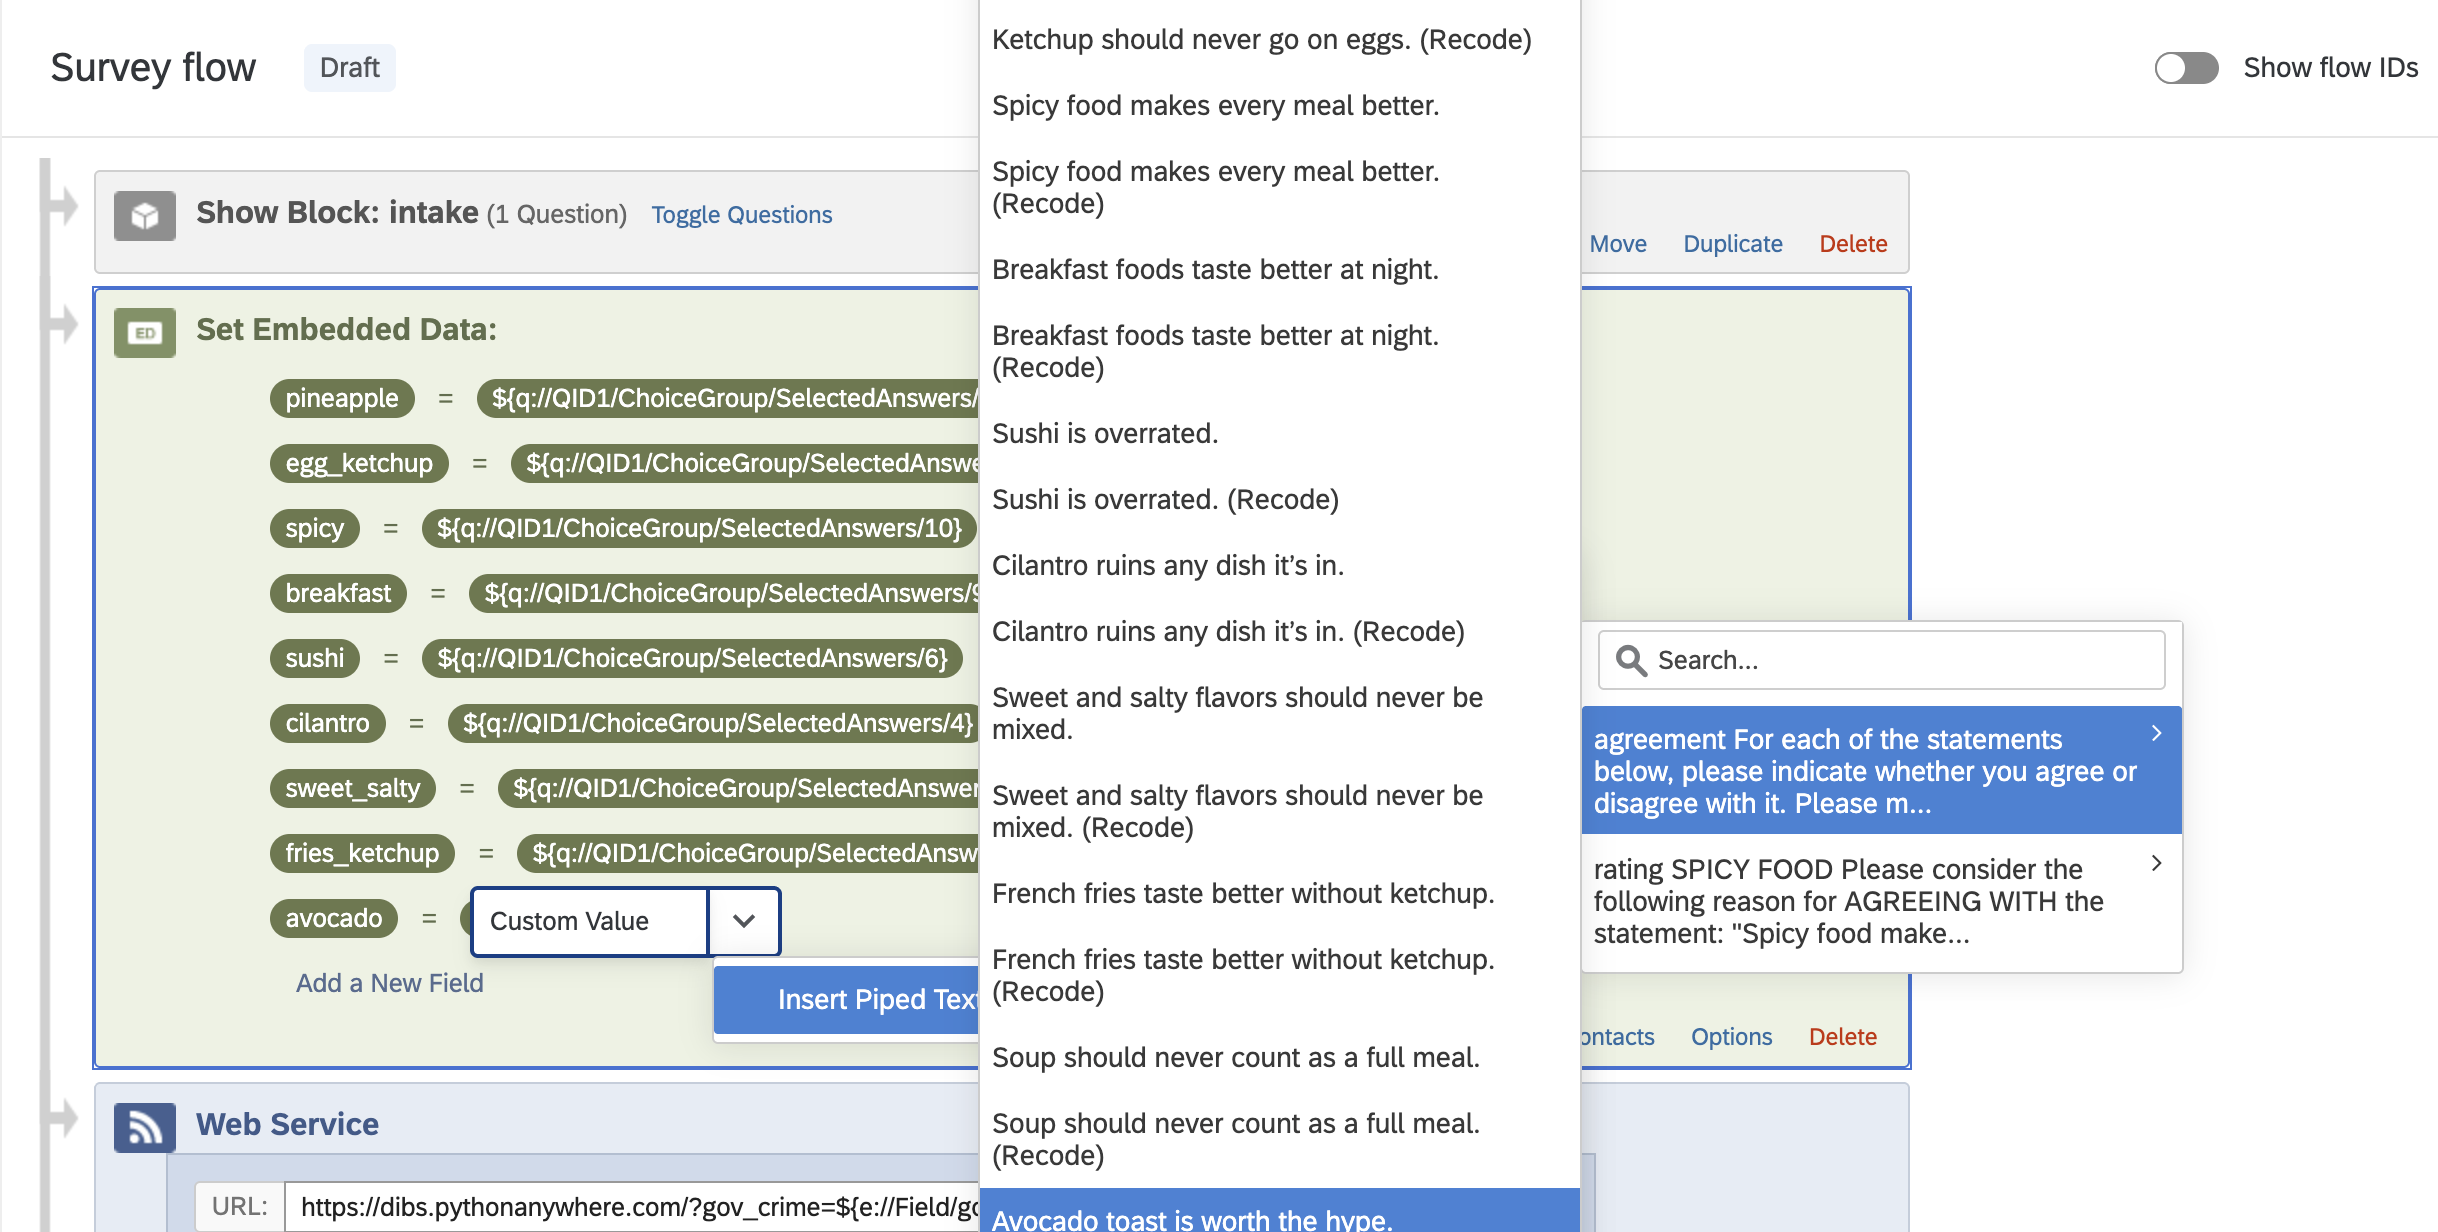 Survey flow
Draft
Show flow IDs
Show Block: intake (1 Question) Toggle Questions
Move Duplicate Delete
ED
Set Embedded Data:
pineapple = ${q://QID1/ChoiceGroup/SelectedAnswers/
egg_ketchup = ${q://QID1/ChoiceGroup/
spicy = ${q://QID1/ChoiceGroup/SelectedAnswers/10}
breakfast = ${q://QID1/ChoiceGroup/SelectedAnswers/9
sushi = ${q://QID1/ChoiceGroup/SelectedAnswers/6}
cilantro = ${q://QID1/ChoiceGroup/SelectedAnswers/4}
sweet_salty = ${q://QID1/ChoiceGroup/
fries_ketchup = ${q://QID1/ChoiceGroup/
avocado =
Custom Value
Add a New Field
Insert Piped Text
Options Delete
Web Service
URL: https://dibs.pythonanywhere.com/?gov_crime=${e://Field/
Ketchup should never go on eggs. (Recode)
Spicy food makes every meal better.
Spicy food makes every meal better.
(Recode)
Breakfast foods taste better at night.
Breakfast foods taste better at night.
(Recode)
Sushi is overrated.
Sushi is overrated. (Recode)
Cilantro ruins any dish it’s in.
Cilantro ruins any dish it’s in. (Recode)
Sweet and salty flavors should never be
mixed.
Sweet and salty flavors should never be
mixed. (Recode)
French fries taste better without ketchup.
French fries taste better without ketchup.
(Recode)
Soup should never count as a full meal.
Soup should never count as a full meal.
(Recode)
Avocado toast is worth the hype.
Search...
agreement For each of the statements
below, please indicate whether you agree or
disagree with it. Please m...
rating SPICY FOOD Please consider the
following reason for AGREEING WITH the
statement: "Spicy food make...